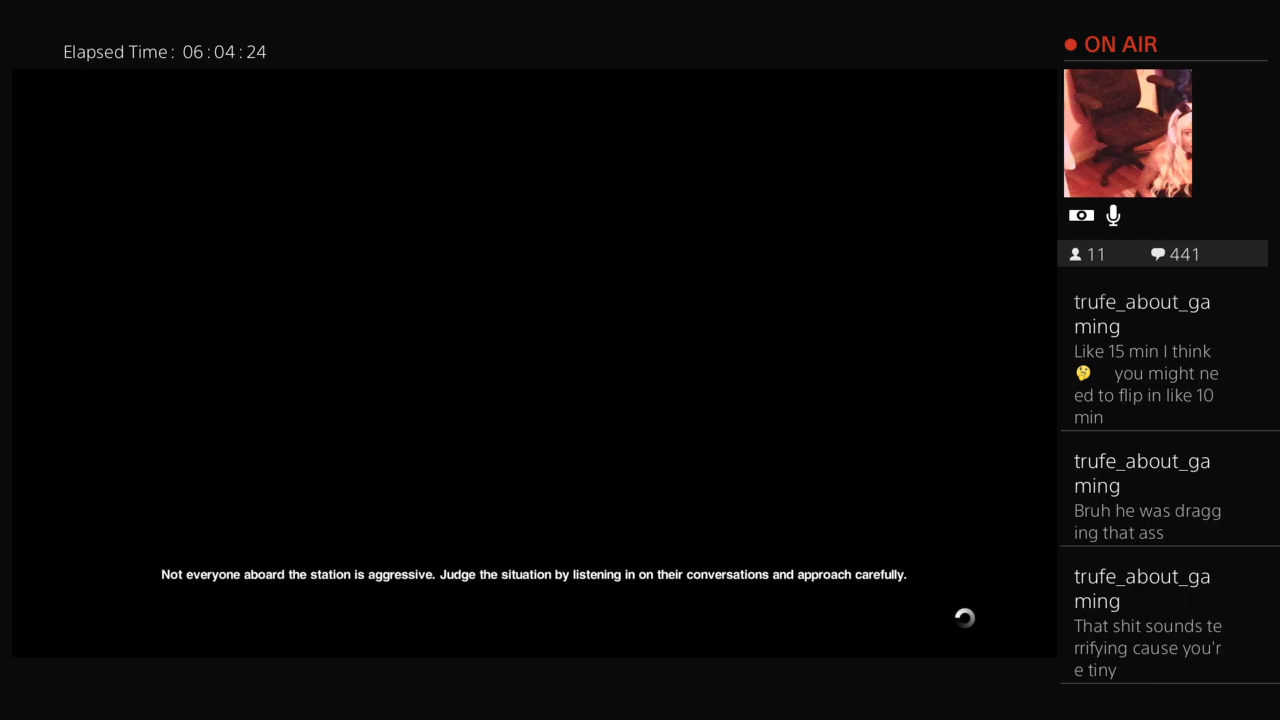 Elapsed Time: 06:04:24
ON AIR
11 441
trufe_about_ga
ming
Like 15 min I think
🤔 you might ne
ed to flip in like 10
min
trufe_about_ga
ming
Bruh he was dragg
ing that ass
trufe_about_ga
ming
That shit sounds te
rrifying cause you'r
e tiny
Not everyone aboard the station is aggressive. Judge the situation by listening in on their conversations and approach carefully.